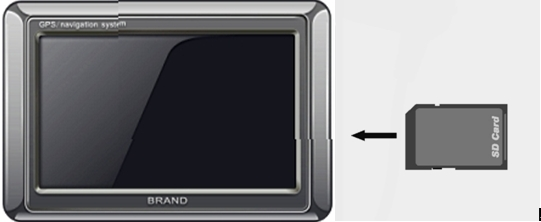 GPS navigation system
SD Card
BRAND